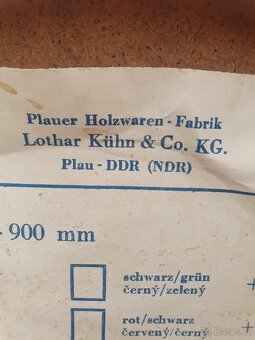 Plauer Holzwaren - Fabrik
Lothar Kühn & Co. KG.
Plau - DDR (NDR)
900 mm
schwarz/grün
černý/zelený
rot/schwarz
červený/černý